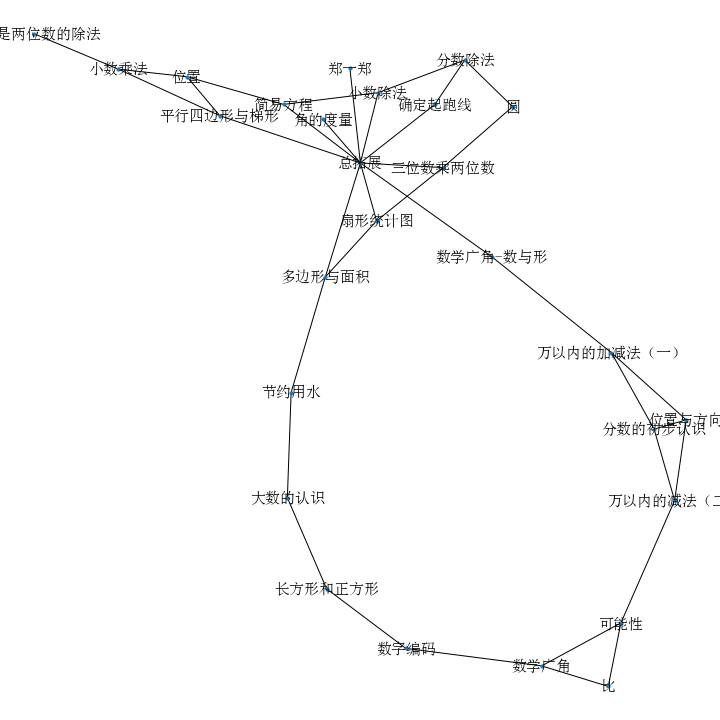 是两位数的除法
小数乘法
位置
平行四边形与梯形
简易方程
郑一郑
小数除法
角的度量
分数除法
确定起跑线
圆
总拓展
三位数乘两位数
扇形统计图
多边形与面积
数学广角-数与形
万以内的加减法（一）
位置与方向
分数的初步认识
万以内的减法（二
节约用水
大数的认识
长方形和正方形
数字编码
数学广角
可能性
比